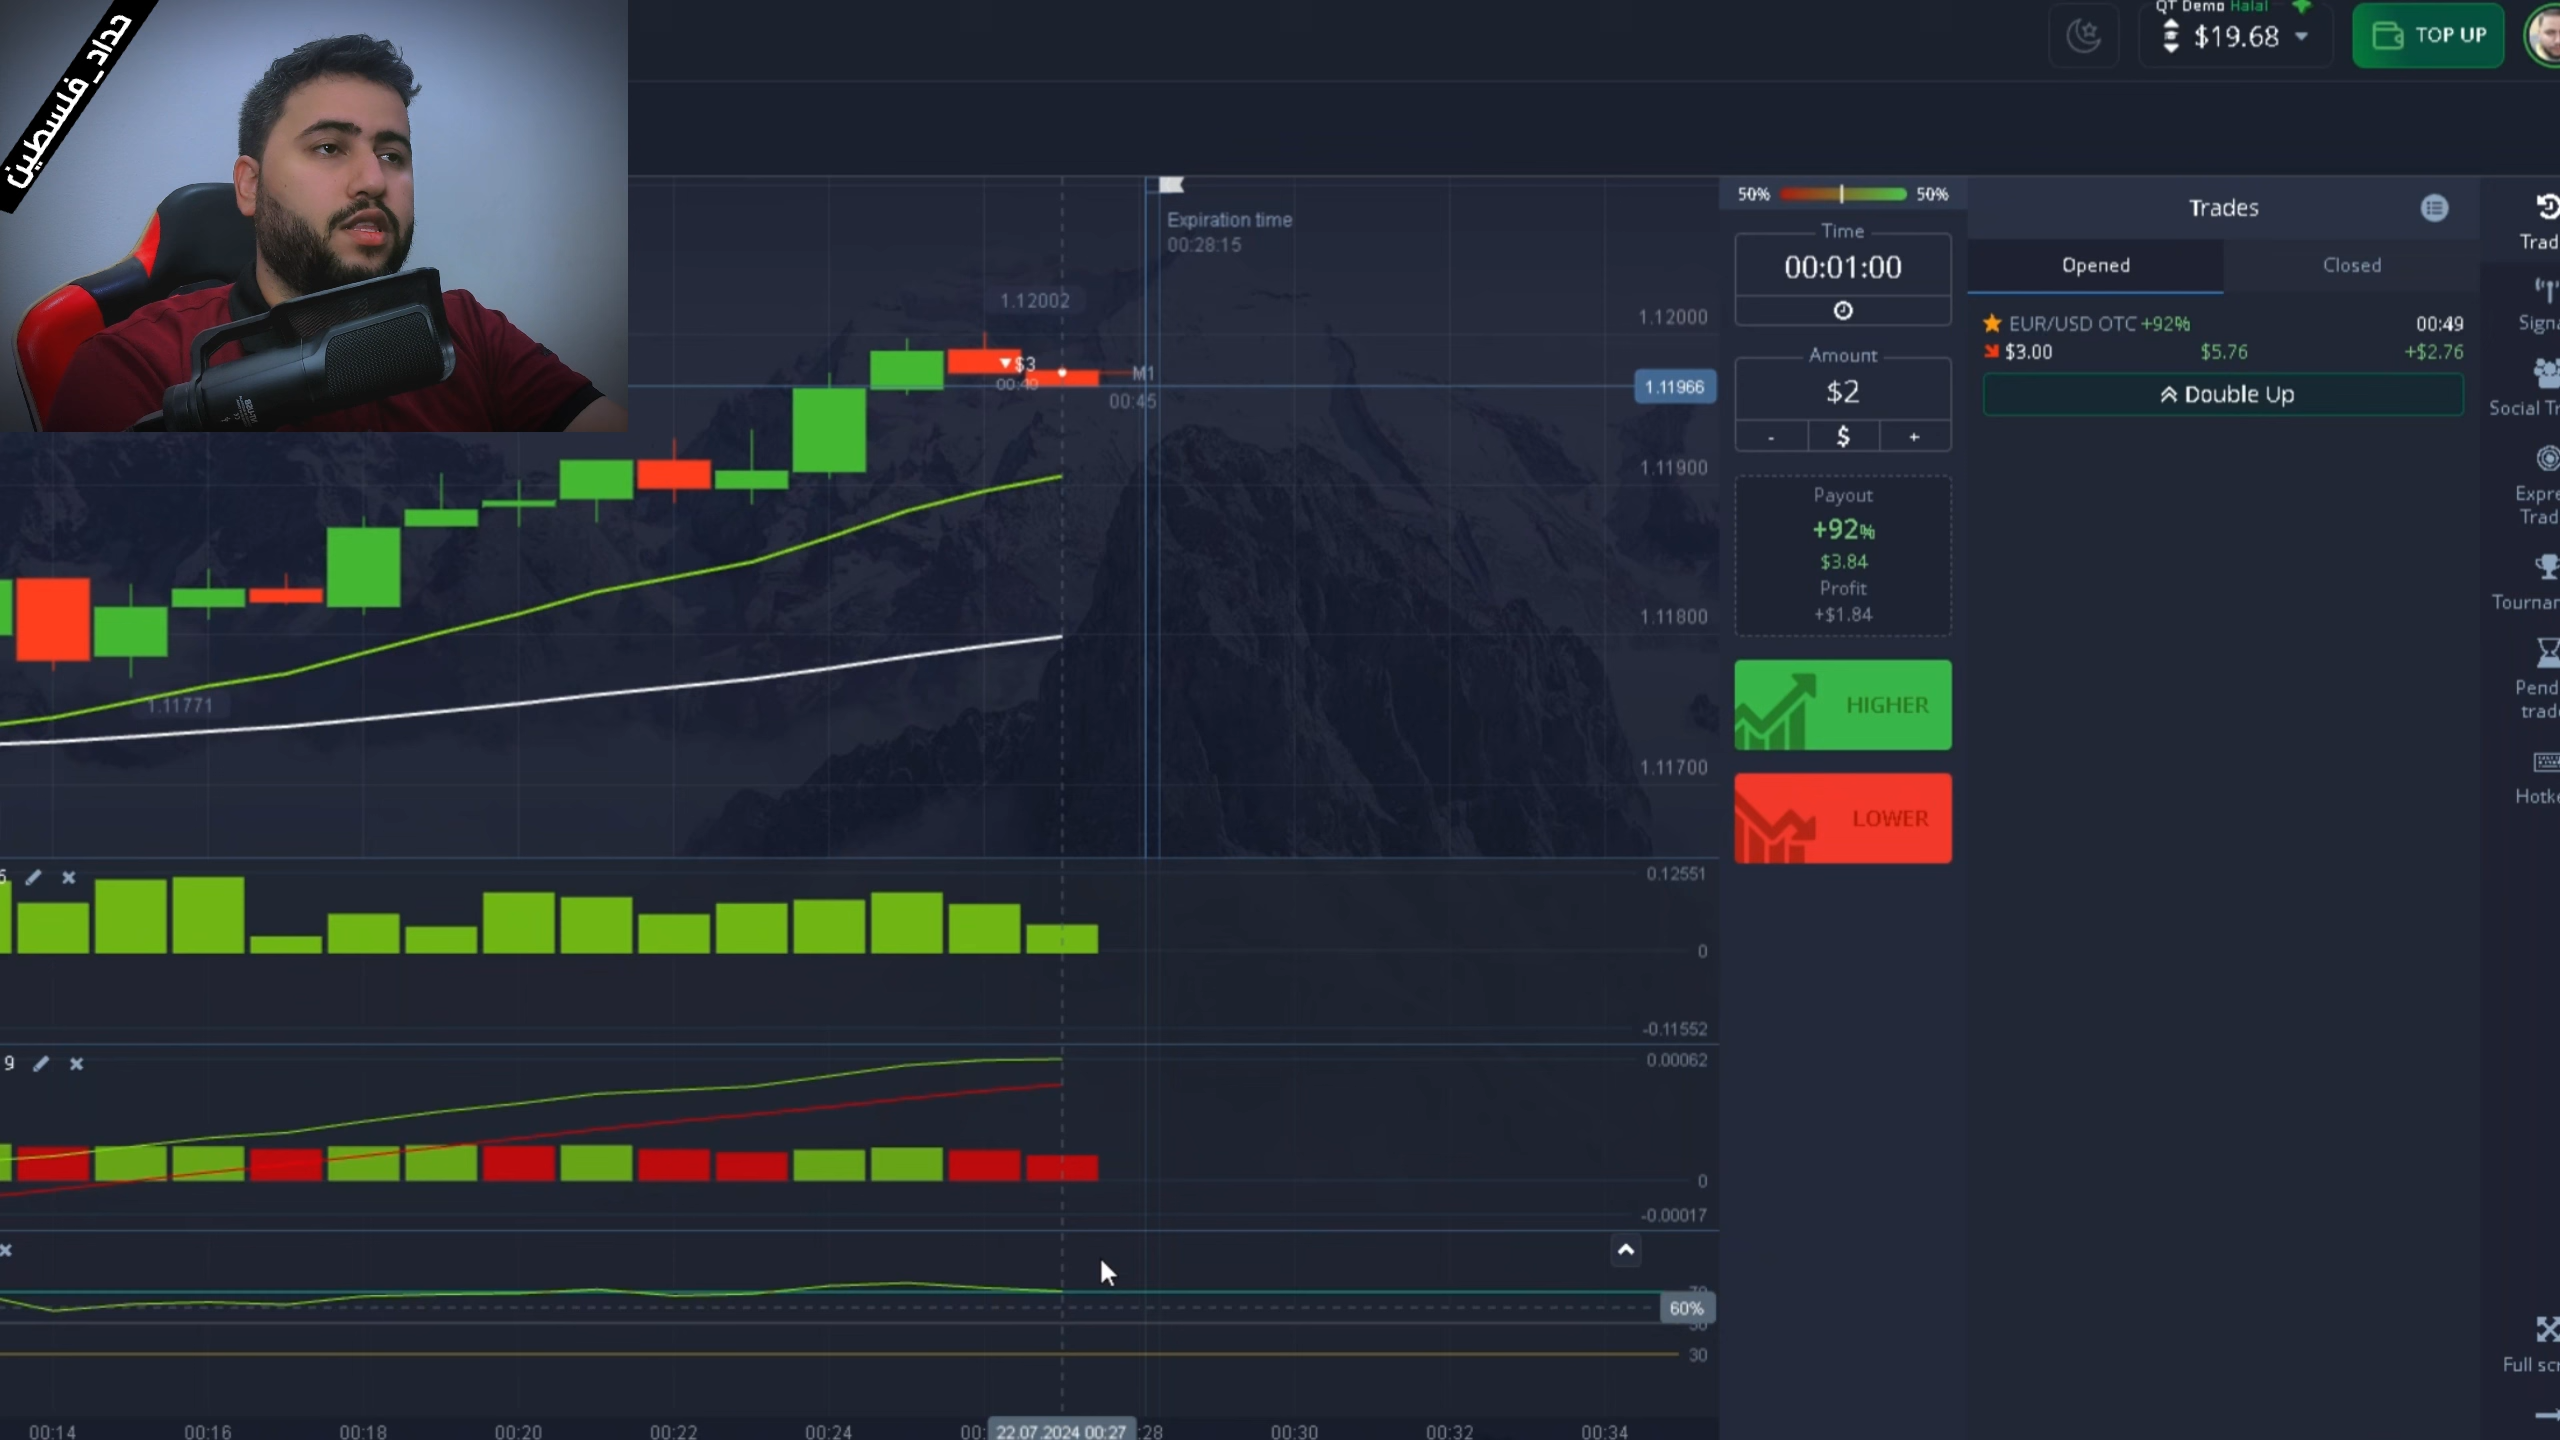 حداد_فلسطين
QT Demo Halal
$19.68
TOP UP
Expiration time
00:28:15
1.12002
$3
00:49
M1
00:45
1.11771
1.12000
1.11966
1.11900
1.11800
1.11700
50%
50%
Time
00:01:00
Amount
$2
-
$
+
Payout
+92%
$3.84
Profit
+$1.84
HIGHER
LOWER
Trades
Opened
Closed
EUR/USD OTC +92%
00:49
$3.00
$5.76
+$2.76
Double Up
0.12551
0
-0.11552
9
0.00062
0
-0.00017
60%
30
00:14
00:16
00:18
00:20
00:22
00:24
22.07.2024 00:27
:28
00:30
00:32
00:34